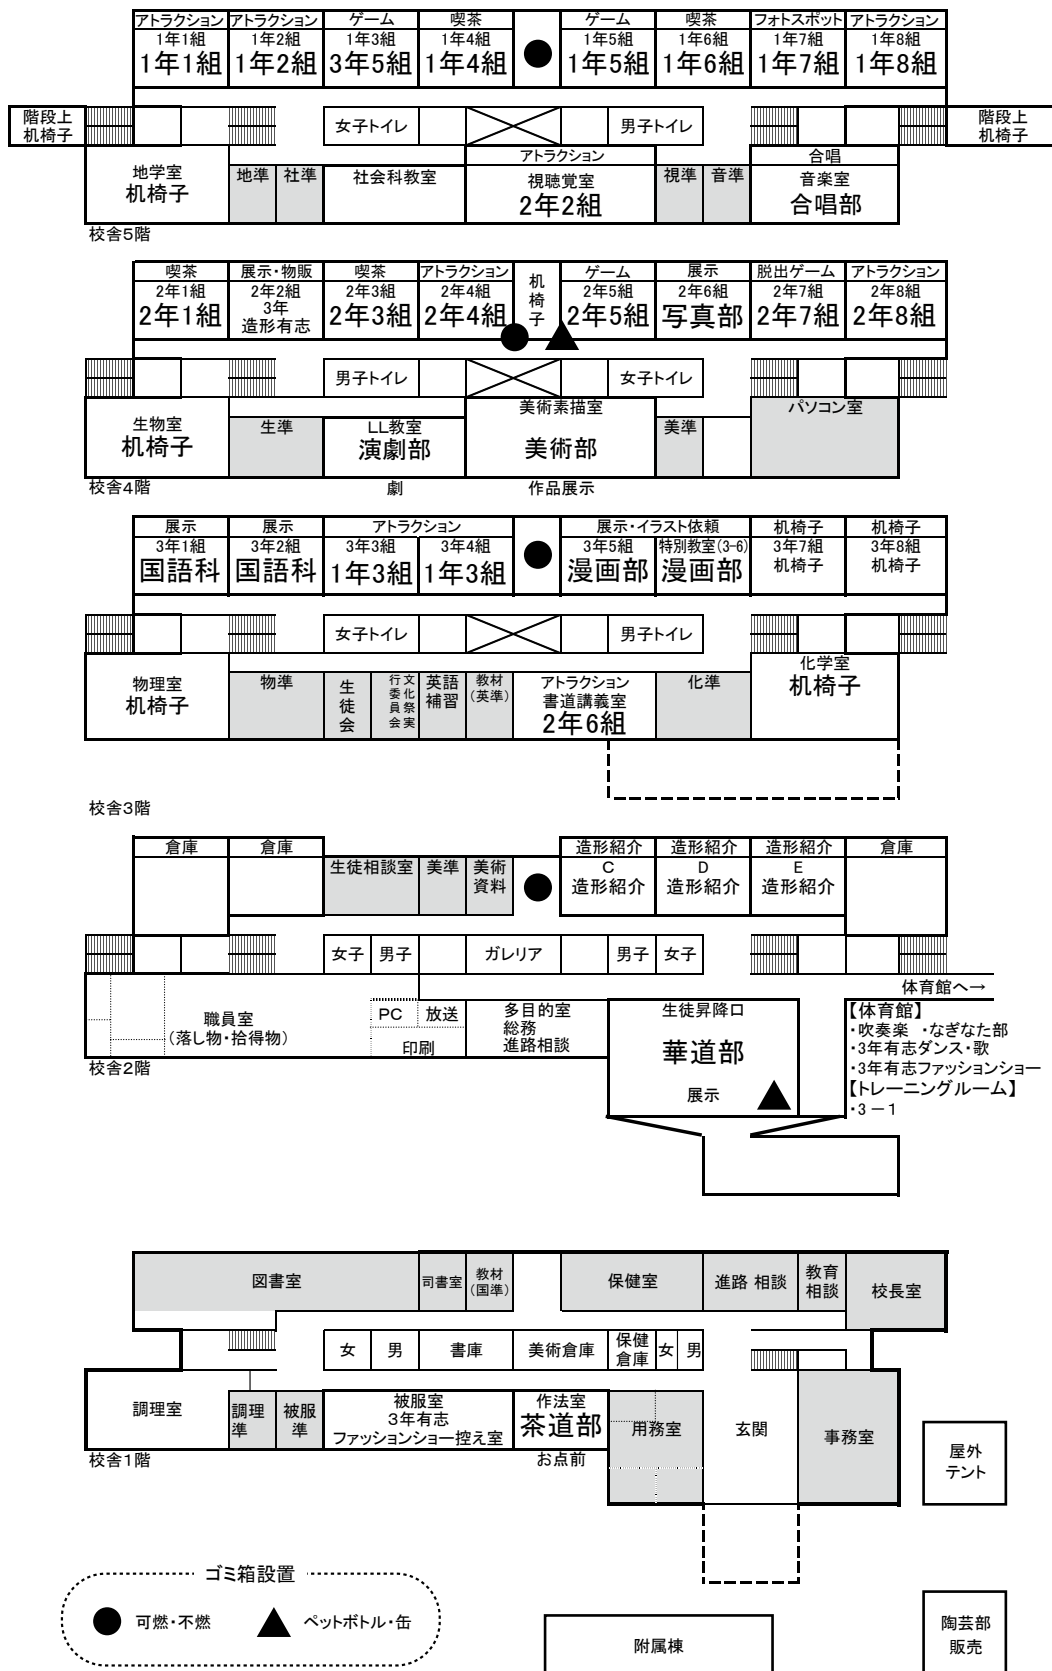 アトラクション アトラクション ゲーム 喫茶 ゲーム 喫茶 フォトスポット アトラクション
1年1組 1年2組 1年3組 1年4組 1年5組 1年6組 1年7組 1年8組
1年1組 1年2組 3年5組 1年4組 1年5組 1年6組 1年7組 1年8組
階段上 女子トイレ 男子トイレ 階段上
机椅子 机椅子
アトラクション 合唱
地学室 地準 社準 社会科教室 視聴覚室 視準 音準 音楽室
机椅子 2年2組 合唱部
校舎5階
喫茶 展示・物販 喫茶 アトラクション 机椅子 ゲーム 展示 脱出ゲーム アトラクション
2年1組 2年2組 2年3組 2年4組 2年5組 2年6組 2年7組 2年8組
2年1組 3年 2年3組 2年4組 2年5組 写真部 2年7組 2年8組
造形有志
男子トイレ 女子トイレ
美術素描室 パソコン室
生物室 生準 LL教室 美準
机椅子 演劇部 美術部
校舎4階 劇 作品展示
展示 展示 アトラクション 展示・イラスト依頼 机椅子 机椅子
3年1組 3年2組 3年3組 3年4組 3年5組 特別教室(3-6) 3年7組 3年8組
国語科 国語科 1年3組 1年3組 漫画部 漫画部 机椅子 机椅子
女子トイレ 男子トイレ
物理室 物準 生徒会 文化祭実行委員会 英語 教材 アトラクション 化準 化学室
机椅子 補習 (英準) 書道講義室 机椅子
2年6組
校舎3階
倉庫 倉庫 造形紹介 造形紹介 造形紹介 倉庫
生徒相談室 美準 美術 C D E
資料 造形紹介 造形紹介 造形紹介
女子 男子 ガレリア 男子 女子
体育館へ→
職員室 PC 放送 多目的室 生徒昇降口 【体育館】
(落し物・拾得物) 総務 ・吹奏楽 ・なぎなた部
印刷 進路相談 華道部 ・3年有志ダンス・歌
校舎2階 ・3年有志ファッションショー
展示 【トレーニングルーム】
・3－1
図書室 司書室 教材 保健室 進路 相談 教育 校長室
(国準) 相談
女 男 書庫 美術倉庫 保健 女 男
倉庫
調理室 調理 被服 被服室 作法室 用務室 玄関 事務室
準 準 3年有志 茶道部
ファッションショー控え室
校舎1階 お点前
屋外
テント
ゴミ箱設置
可燃・不燃 ペットボトル・缶
附属棟
陶芸部
販売